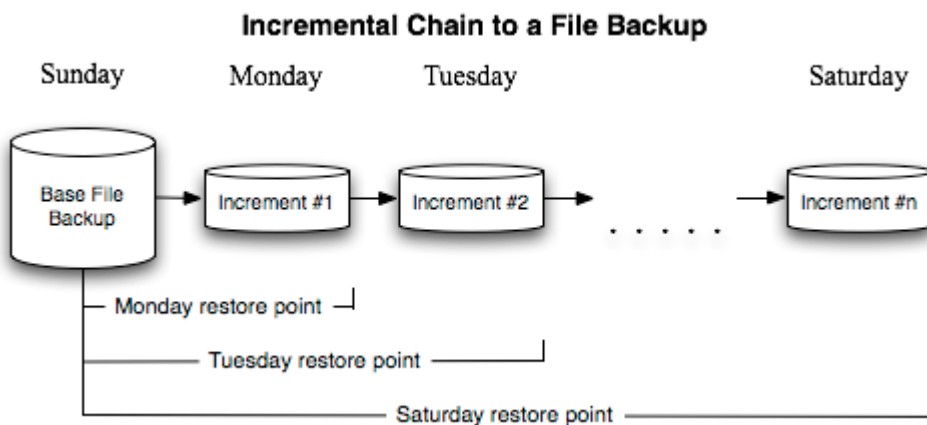 Incremental Chain to a File Backup
Sunday
Monday
Tuesday
Saturday
Base File
Backup
Increment #1
Increment #2
. . . . .
Increment #n
Monday restore point
Tuesday restore point
Saturday restore point